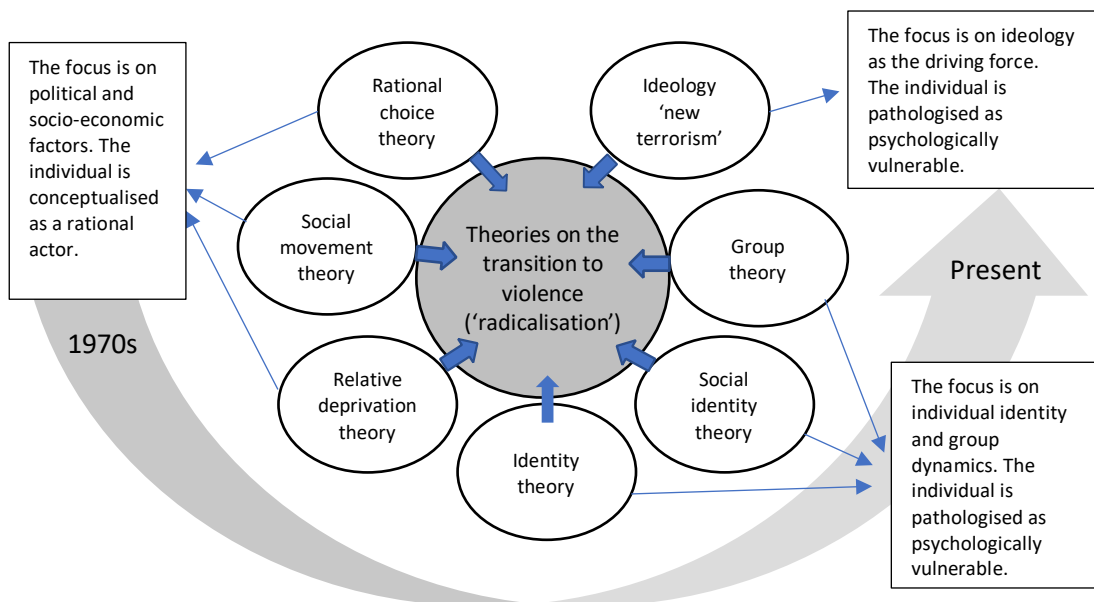 The focus is on
political and
socio-economic
factors. The
individual is
conceptualised
as a rational
actor.
1970s
Rational
choice theory
Social
movement
theory
Relative
deprivation
theory
Identity
theory
Social
identity
theory
Group
theory
Ideology
‘new
terrorism’
Theories on the
transition to
violence
(‘radicalisation’)
The focus is on ideology
as the driving force.
The individual is
pathologised as
psychologically
vulnerable.
Present
The focus is on
individual identity
and group
dynamics. The
individual is
pathologised as
psychologically
vulnerable.